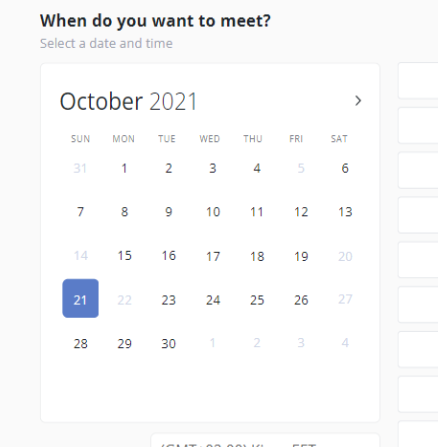 When do you want to meet?
Select a date and time
October 2021
SUN MON TUE WED THU FRI SAT
31 1 2 3 4 5 6
7 8 9 10 11 12 13
14 15 16 17 18 19 20
21 22 23 24 25 26 27
28 29 30 1 2 3 4